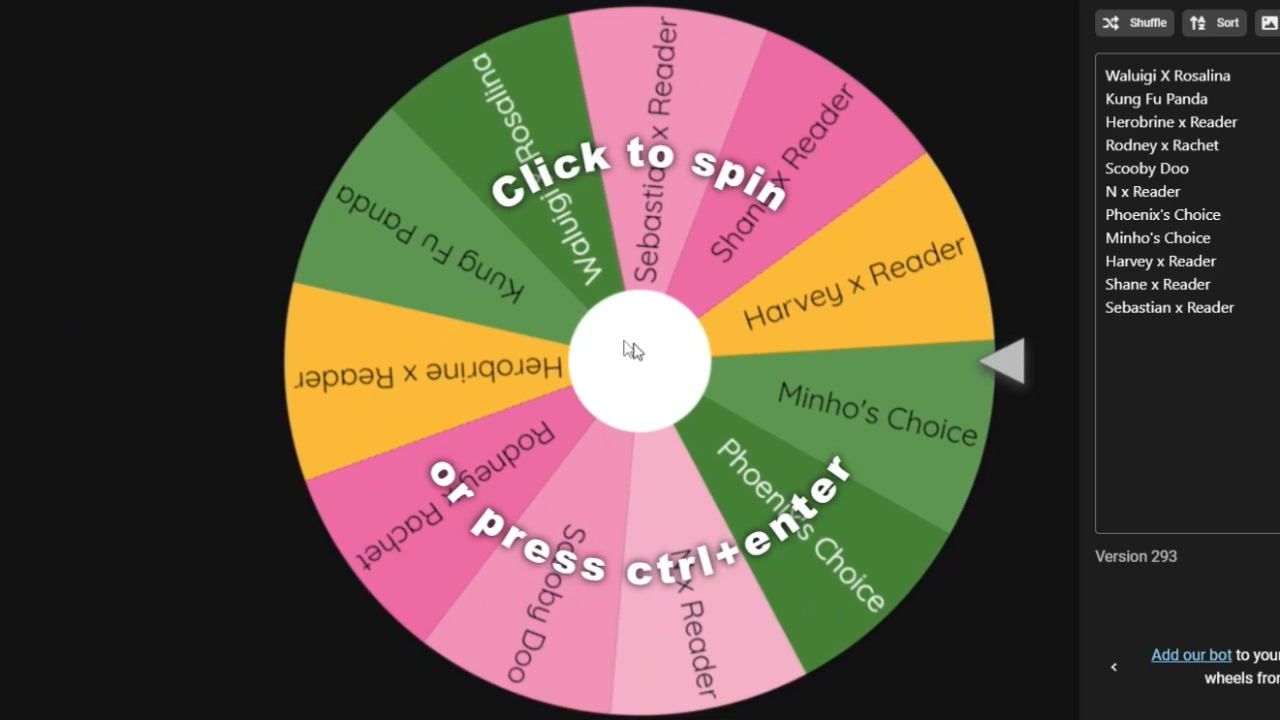 Shuffle
Sort
Waluigi X Rosalina
Kung Fu Panda
Herobrine x Reader
Rodney x Rachet
Scooby Doo
N x Reader
Phoenix's Choice
Minho's Choice
Harvey x Reader
Shane x Reader
Sebastian x Reader
Version 293
Add our bot to your
wheels from
Click to spin
or press ctrl+enter
Sebastian x Reader
Shane x Reader
Harvey x Reader
Minho's Choice
Phoenix's Choice
N x Reader
Scooby Doo
Rodney x Rachet
Herobrine x Reader
Kung Fu Panda
Waluigi X Rosalina